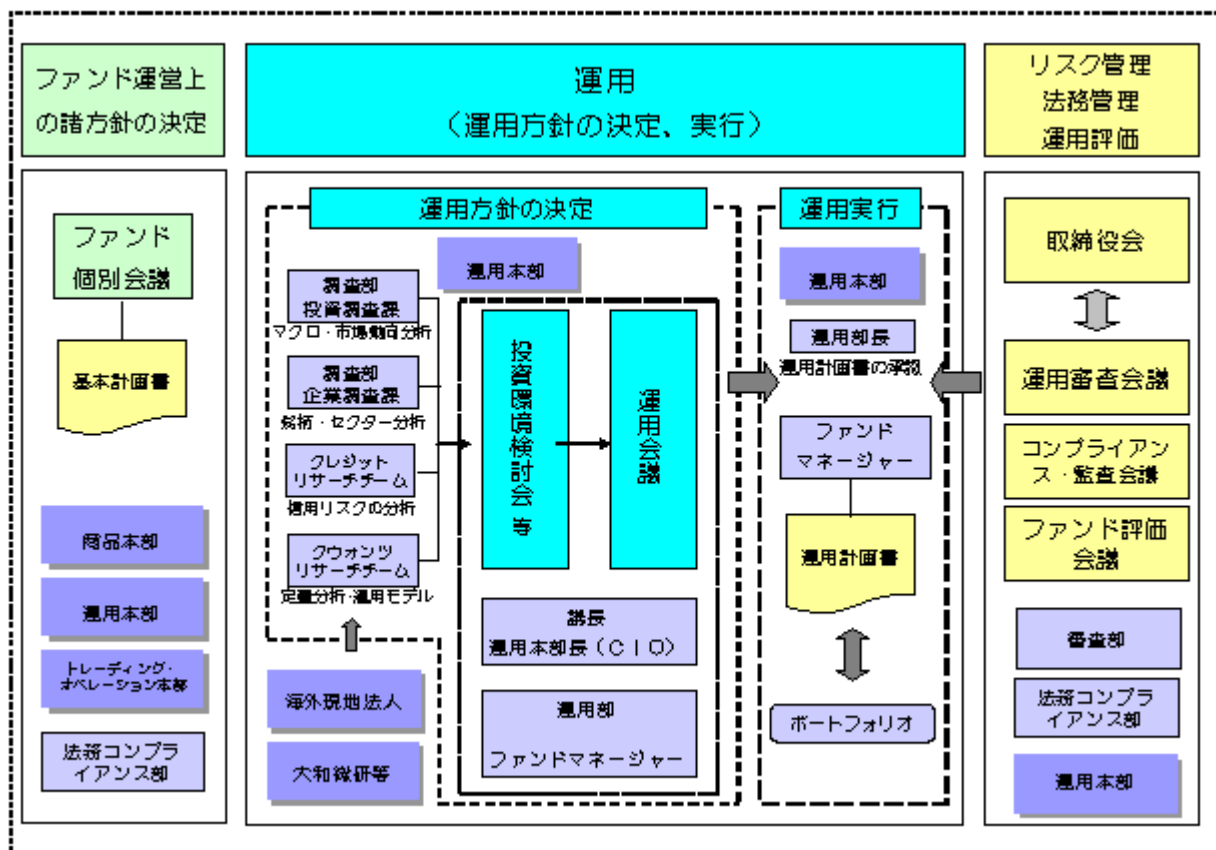 ファンド運営上
の諸方針の決定
ファンド
個別会議
基本計画書
商品本部
運用本部
トレーディング・
オペレーション本部
法務コンプラ
イアンス部
運用
（運用方針の決定、実行）
運用方針の決定
運用本部
調査部
投資調査課
マクロ・市場動向分析
調査部
企業調査課
銘柄・セクター分析
クレジット
リサーチチーム
信用リスクの分析
クウォンツ
リサーチチーム
定量分析・運用モデル
海外現地法人
大和総研等
投資環境検討会 等
運用会議
議長
運用本部長（ＣＩＯ）
運用部
ファンドマネージャー
運用実行
運用本部
運用部長
運用計画書の承認
ファンド
マネージャー
運用計画書
ポートフォリオ
リスク管理
法務管理
運用評価
取締役会
運用審査会議
コンプライアン
ス・監査会議
ファンド評価
会議
審査部
法務コンプラ
イアンス部
運用本部